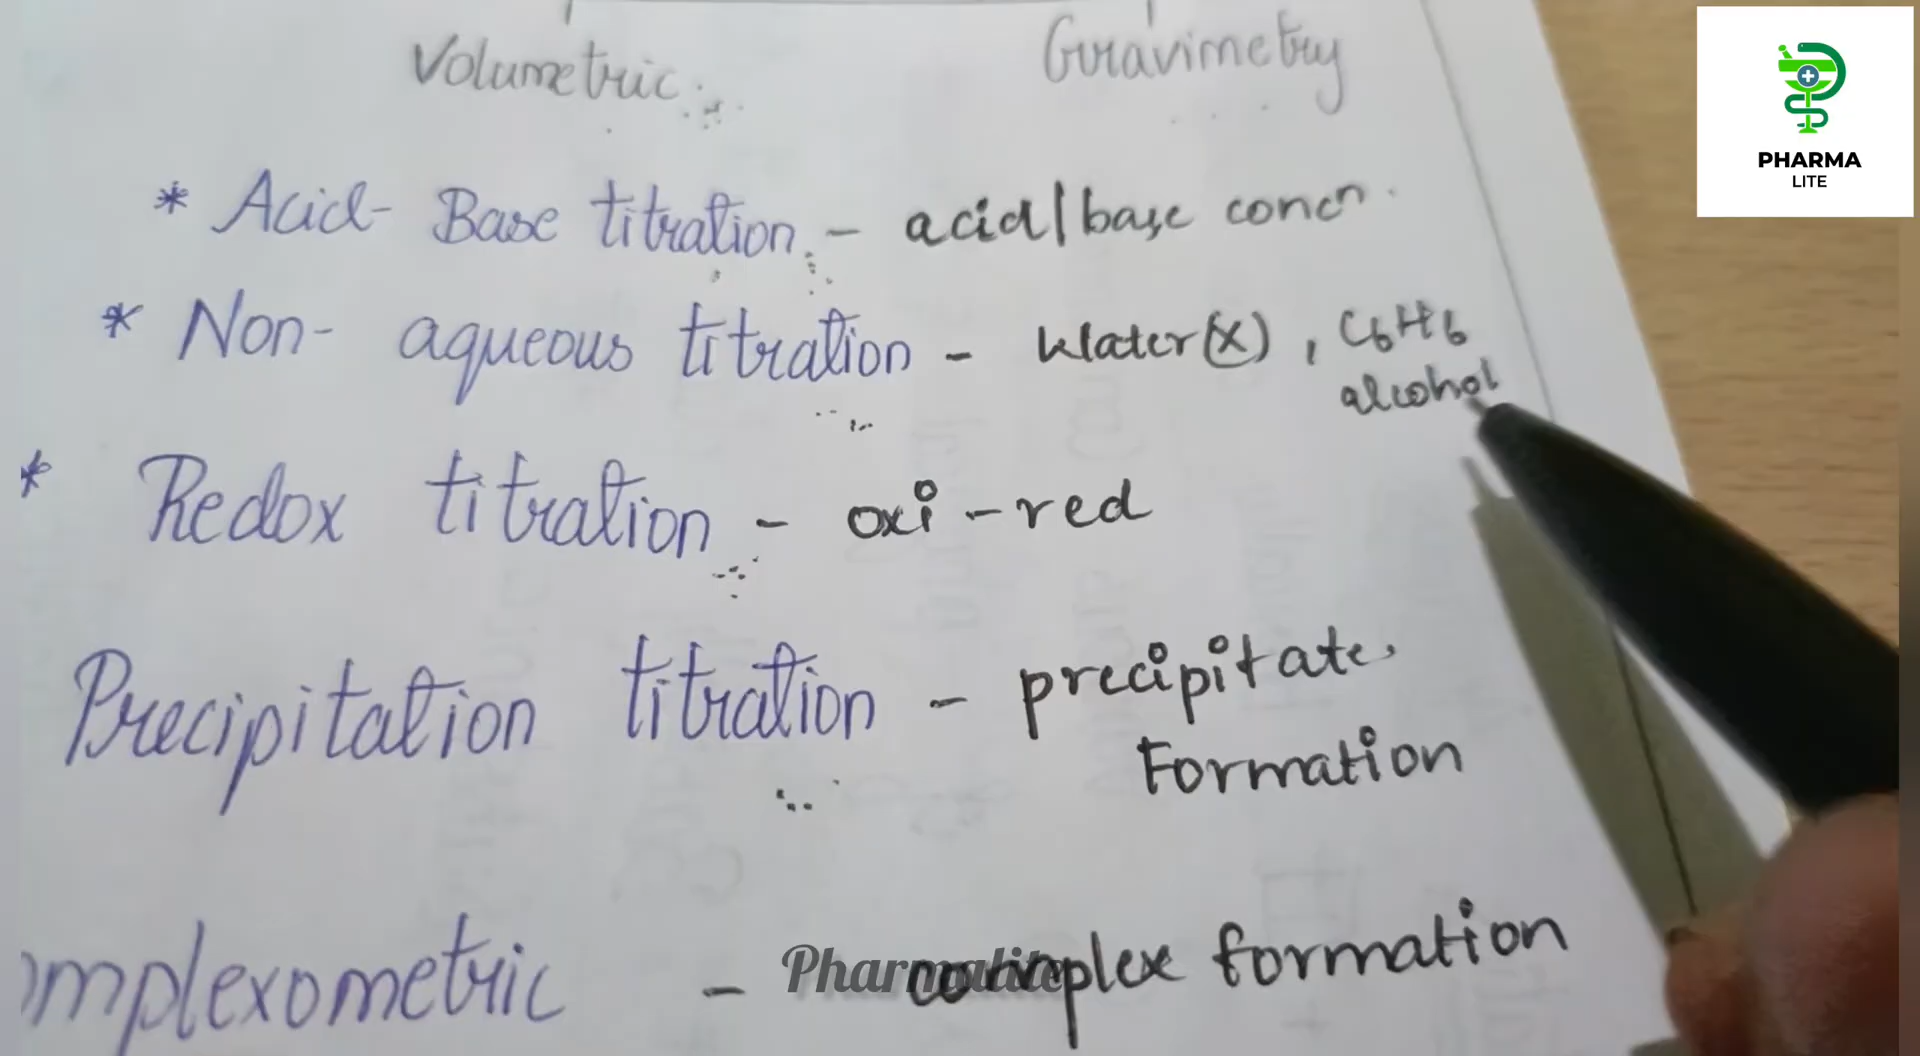 Volumetric
Gravimetry
PHARMA
LITE
* Acid- Base titration - acid/base concn.
* Non- aqueous titration - Water(x), C6H6
alcohol
* Redox titration - oxi-red
Precipitation titration - precipitate
Formation
omplexometric - complex formation
Pharmalite